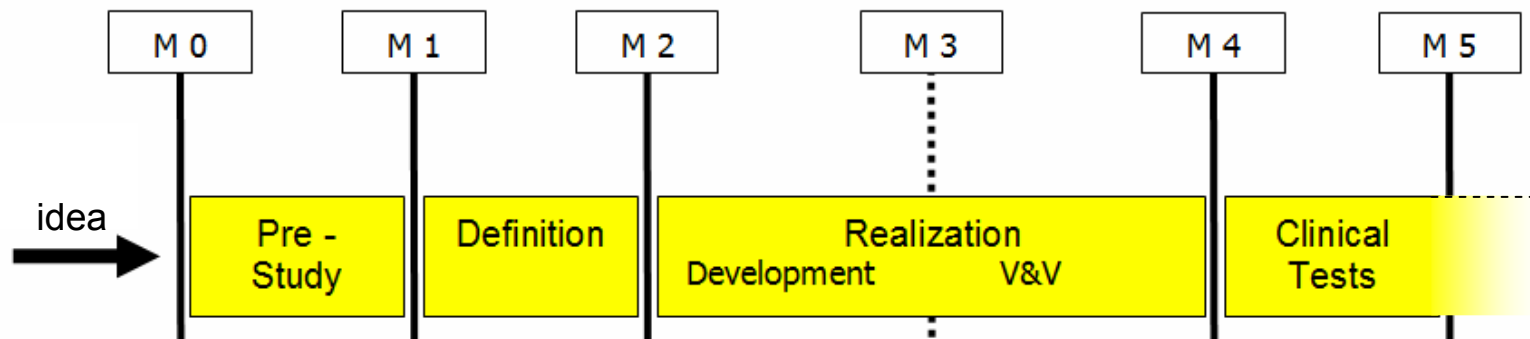 M 0
M 1
M 2
M 3
M 4
M 5
idea
Pre -
Study
Definition
Realization
Development V&V
Clinical
Tests